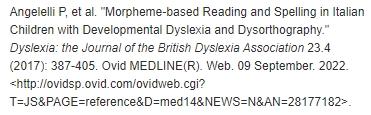 Angelelli P, et al. "Morpheme-based Reading and Spelling in Italian
Children with Developmental Dyslexia and Dysorthography."
Dyslexia: the Journal of the British Dyslexia Association 23.4
(2017): 387-405. Ovid MEDLINE(R). Web. 09 September. 2022.
<http://ovidsp.ovid.com/ovidweb.cgi?
T=JS&PAGE=reference&D=med14&NEWS=N&AN=28177182>.